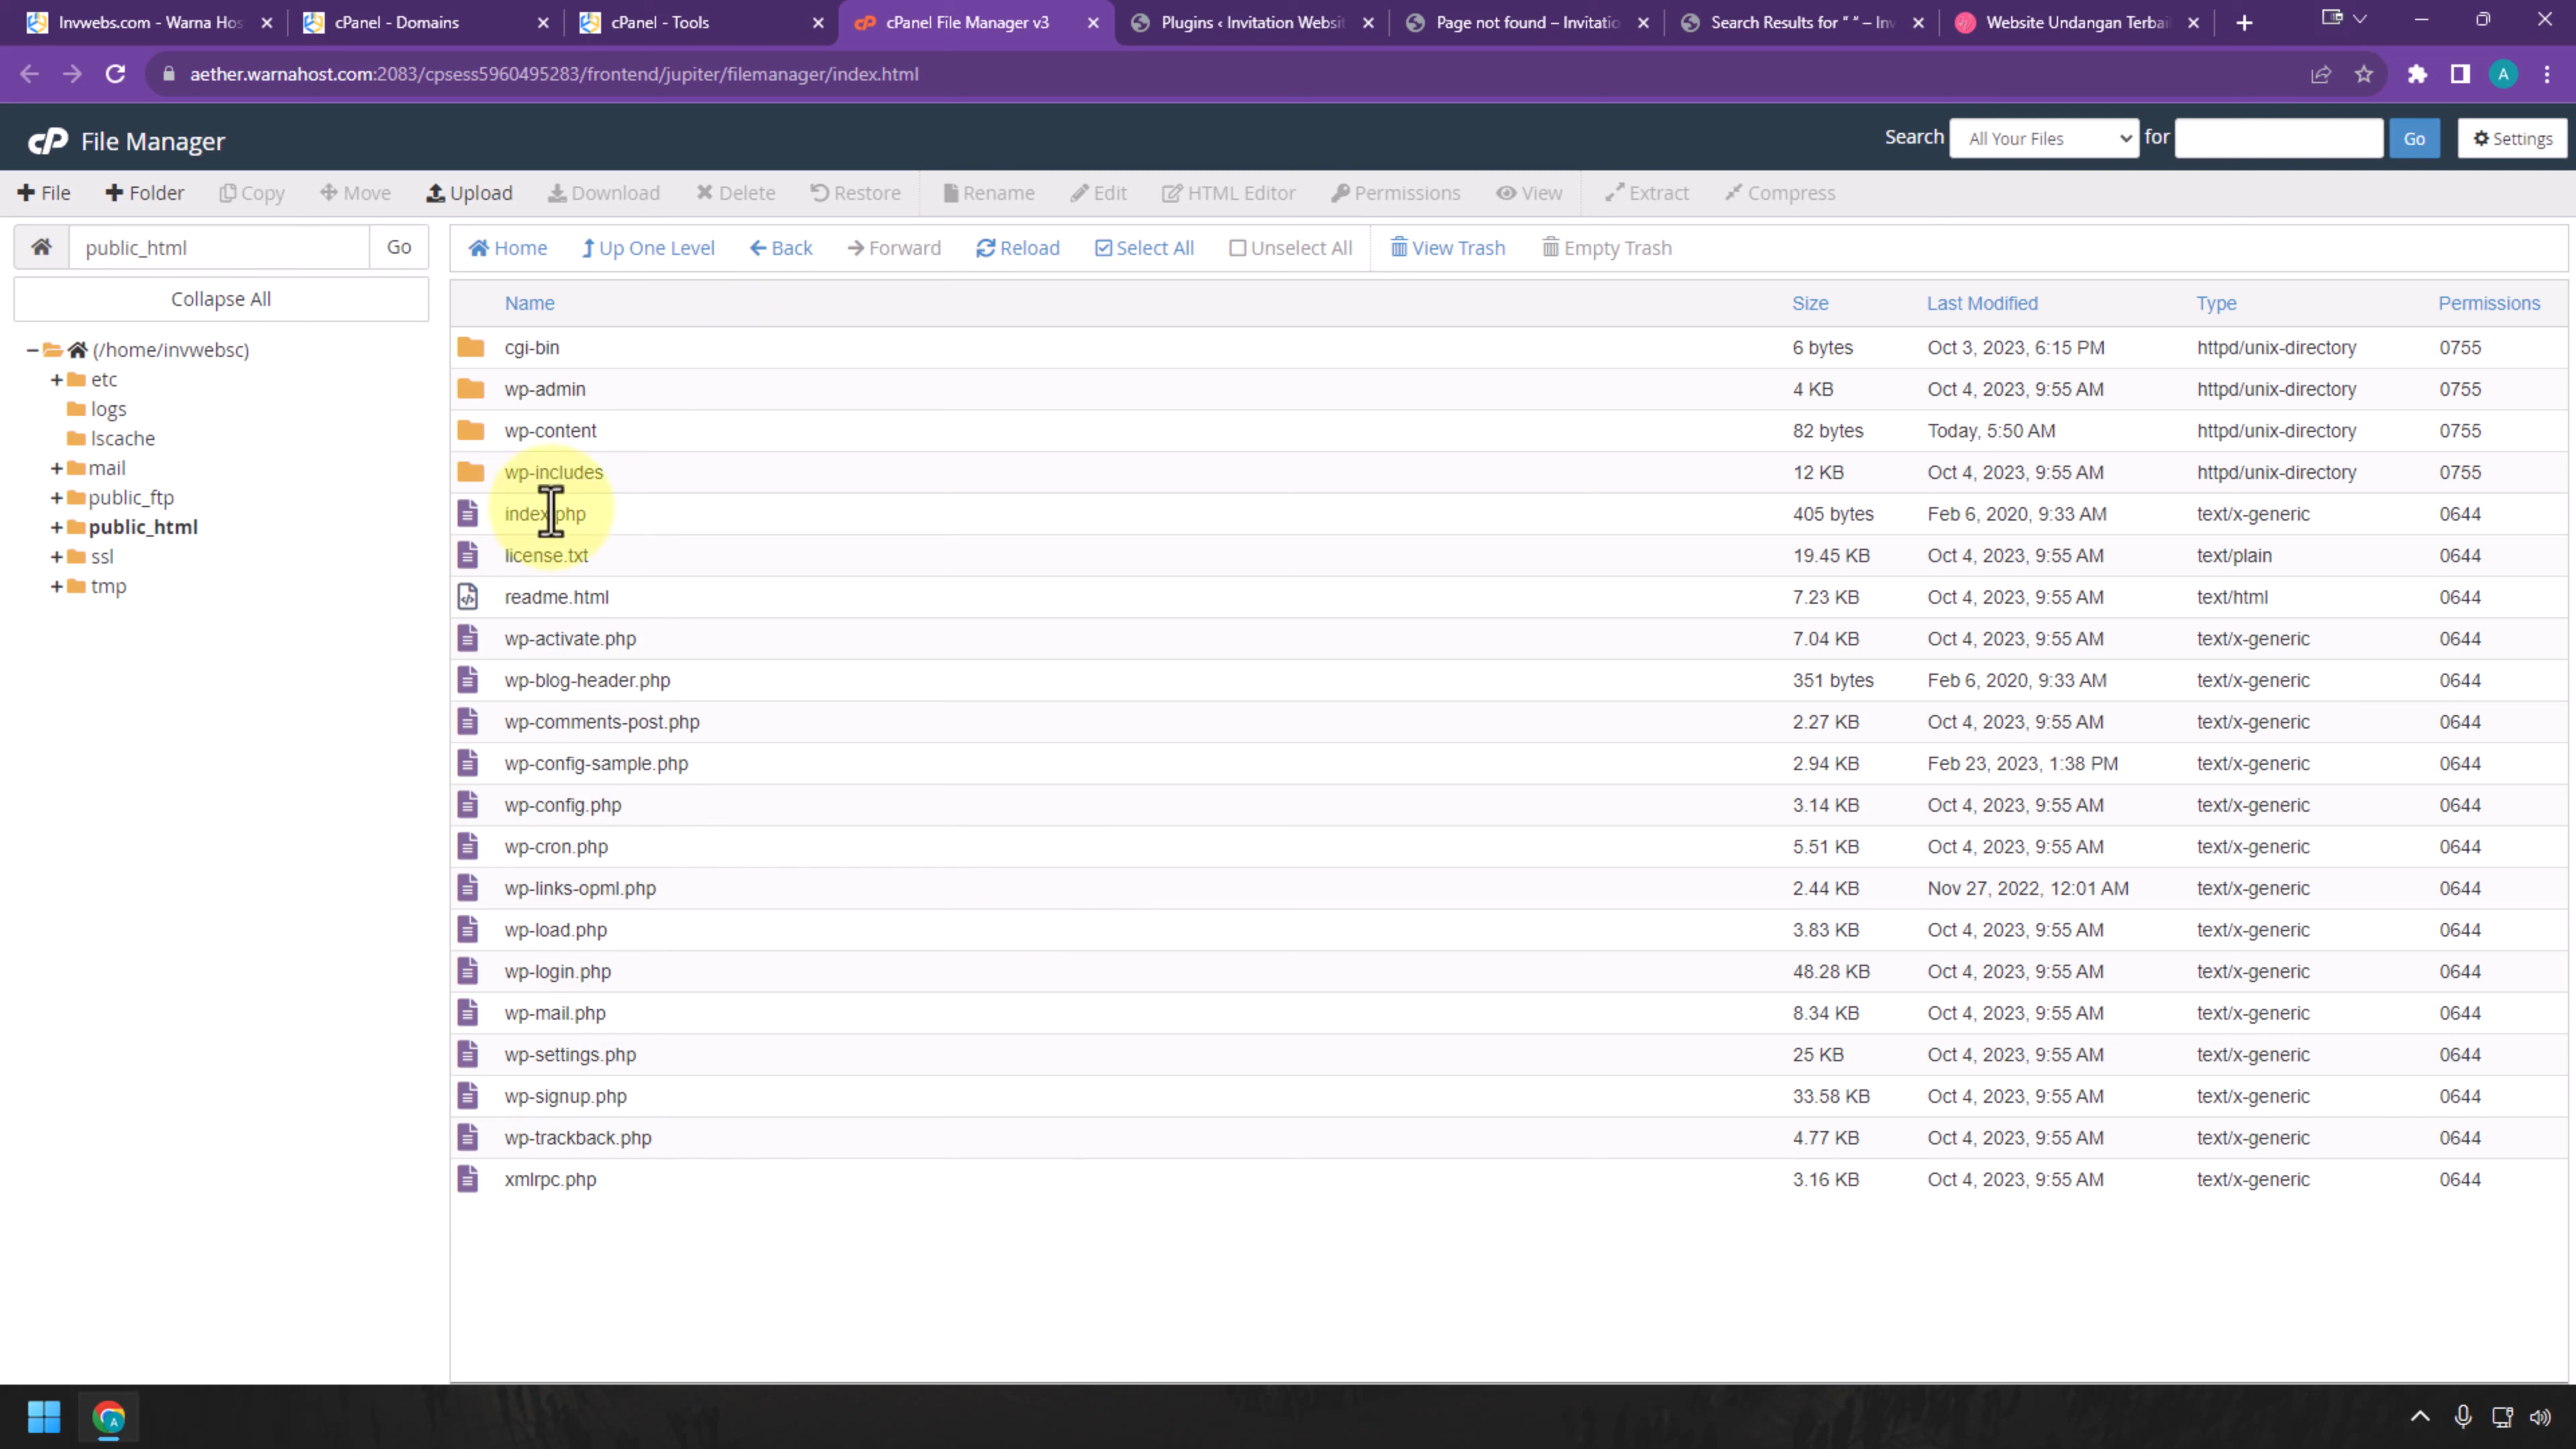 Invwebs.com - Warna Hos
cPanel - Domains
cPanel - Tools
cPanel File Manager v3
Plugins ‹ Invitation Websit
Page not found – Invitatio
Search Results for " " – Inv
Website Undangan Terbai
aether.warnahost.com:2083/cpsess5960495283/frontend/jupiter/filemanager/index.html
A
cP File Manager
Search All Your Files for Go Settings
File Folder Copy Move Upload Download Delete Restore Rename Edit HTML Editor Permissions View Extract Compress
public_html Go
Home Up One Level Back Forward Reload Select All Unselect All View Trash Empty Trash
Collapse All
(/home/invwebsc)
etc
logs
lscache
mail
public_ftp
public_html
ssl
tmp
Name Size Last Modified Type Permissions
cgi-bin 6 bytes Oct 3, 2023, 6:15 PM httpd/unix-directory 0755
wp-admin 4 KB Oct 4, 2023, 9:55 AM httpd/unix-directory 0755
wp-content 82 bytes Today, 5:50 AM httpd/unix-directory 0755
wp-includes 12 KB Oct 4, 2023, 9:55 AM httpd/unix-directory 0755
index.php 405 bytes Feb 6, 2020, 9:33 AM text/x-generic 0644
license.txt 19.45 KB Oct 4, 2023, 9:55 AM text/plain 0644
readme.html 7.23 KB Oct 4, 2023, 9:55 AM text/html 0644
wp-activate.php 7.04 KB Oct 4, 2023, 9:55 AM text/x-generic 0644
wp-blog-header.php 351 bytes Feb 6, 2020, 9:33 AM text/x-generic 0644
wp-comments-post.php 2.27 KB Oct 4, 2023, 9:55 AM text/x-generic 0644
wp-config-sample.php 2.94 KB Feb 23, 2023, 1:38 PM text/x-generic 0644
wp-config.php 3.14 KB Oct 4, 2023, 9:55 AM text/x-generic 0644
wp-cron.php 5.51 KB Oct 4, 2023, 9:55 AM text/x-generic 0644
wp-links-opml.php 2.44 KB Nov 27, 2022, 12:01 AM text/x-generic 0644
wp-load.php 3.83 KB Oct 4, 2023, 9:55 AM text/x-generic 0644
wp-login.php 48.28 KB Oct 4, 2023, 9:55 AM text/x-generic 0644
wp-mail.php 8.34 KB Oct 4, 2023, 9:55 AM text/x-generic 0644
wp-settings.php 25 KB Oct 4, 2023, 9:55 AM text/x-generic 0644
wp-signup.php 33.58 KB Oct 4, 2023, 9:55 AM text/x-generic 0644
wp-trackback.php 4.77 KB Oct 4, 2023, 9:55 AM text/x-generic 0644
xmlrpc.php 3.16 KB Oct 4, 2023, 9:55 AM text/x-generic 0644